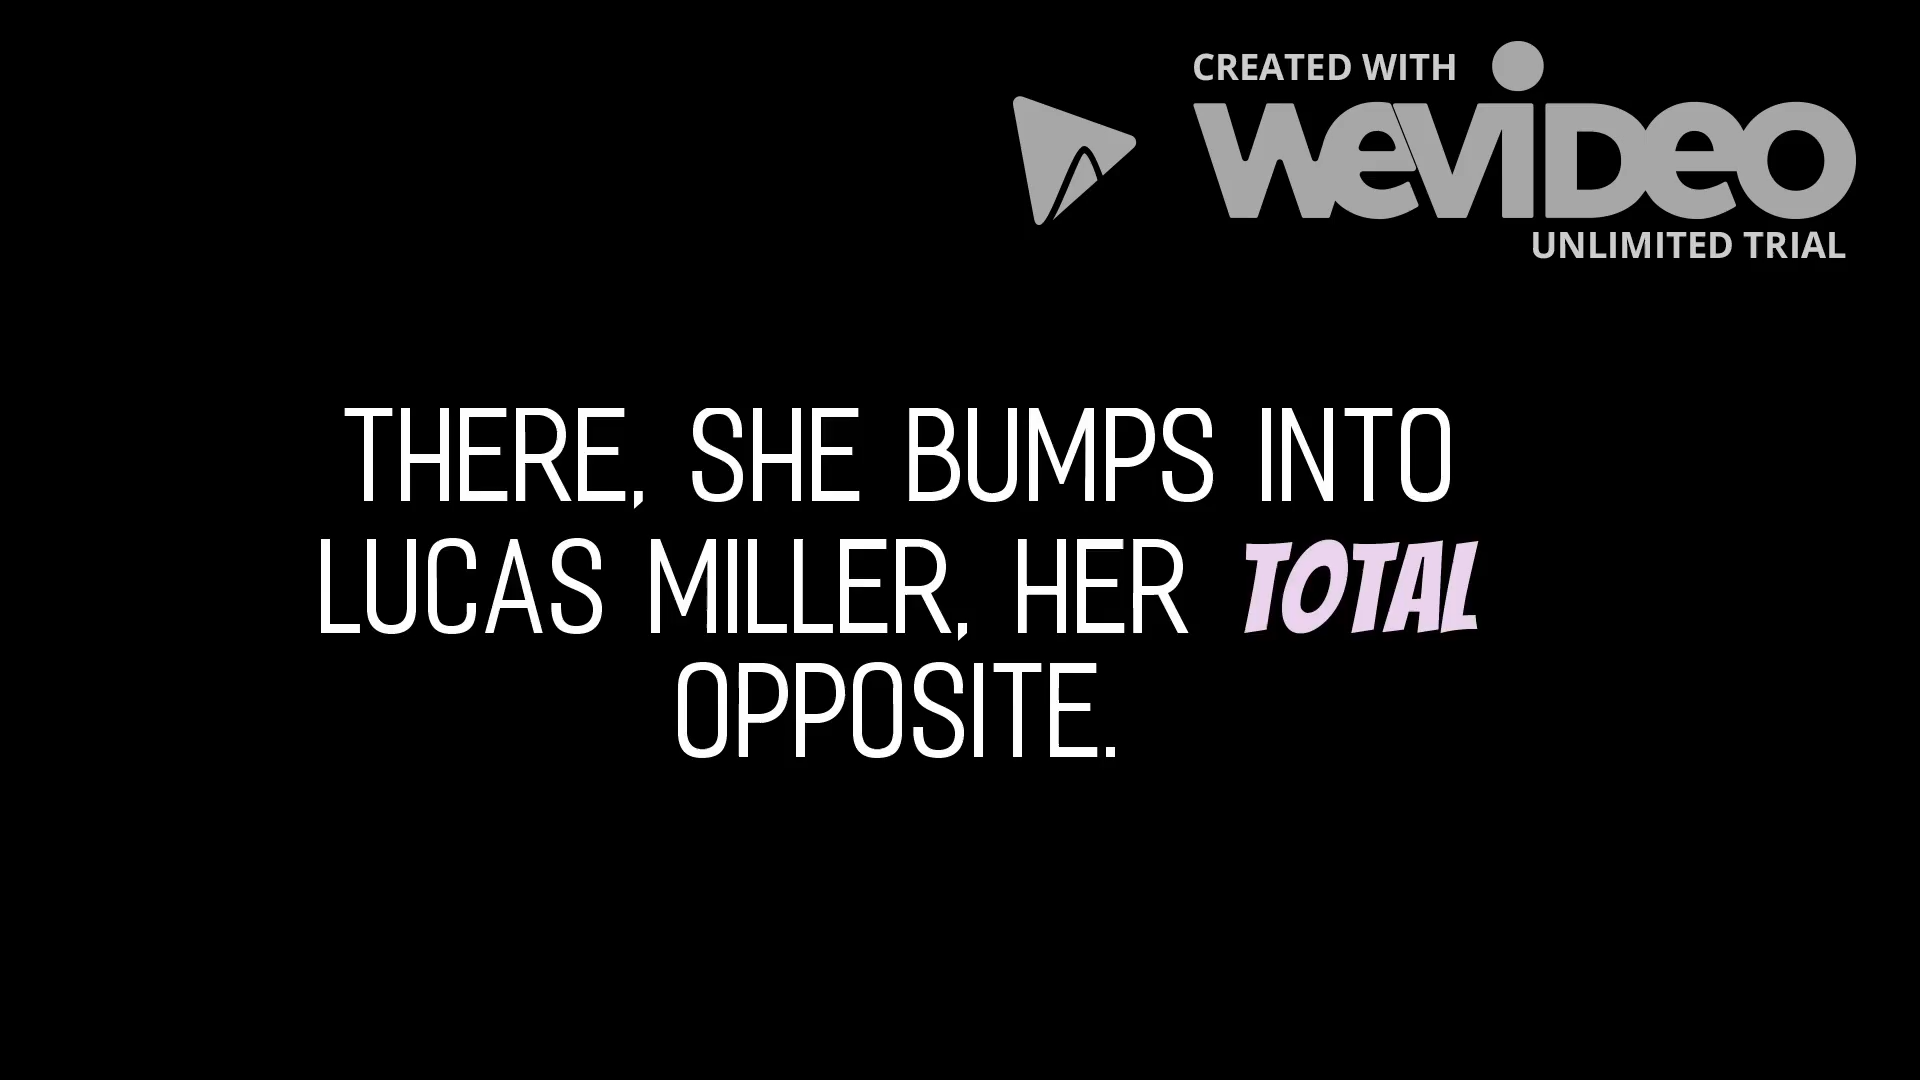 CREATED WITH
WEVIDEO
UNLIMITED TRIAL
THERE, SHE BUMPS INTO
LUCAS MILLER, HER TOTAL
OPPOSITE.